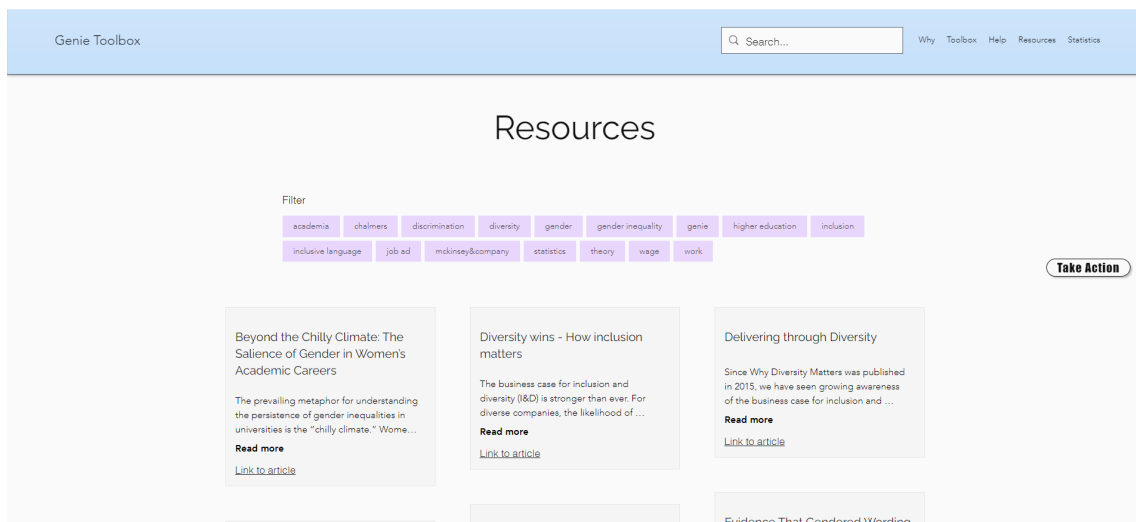 Genie Toolbox
Search...
Why Toolbox Help Resources Statistics
Resources
Filter
academia chalmers discrimination diversity gender gender inequality genie higher education inclusion
inclusive language job ad mckinsey&company statistics theory wage work
Take Action
Beyond the Chilly Climate: The
Salience of Gender in Women's
Academic Careers
The prevailing metaphor for understanding
the persistence of gender inequalities in
universities is the "chilly climate." Wome...
Read more
Link to article
Diversity wins - How inclusion
matters
The business case for inclusion and
diversity (I&D) is stronger than ever. For
diverse companies, the likelihood of ...
Read more
Link to article
Delivering through Diversity
Since Why Diversity Matters was published
in 2015, we have seen growing awareness
of the business case for inclusion and ...
Read more
Link to article
Evidence That Gendered Wording